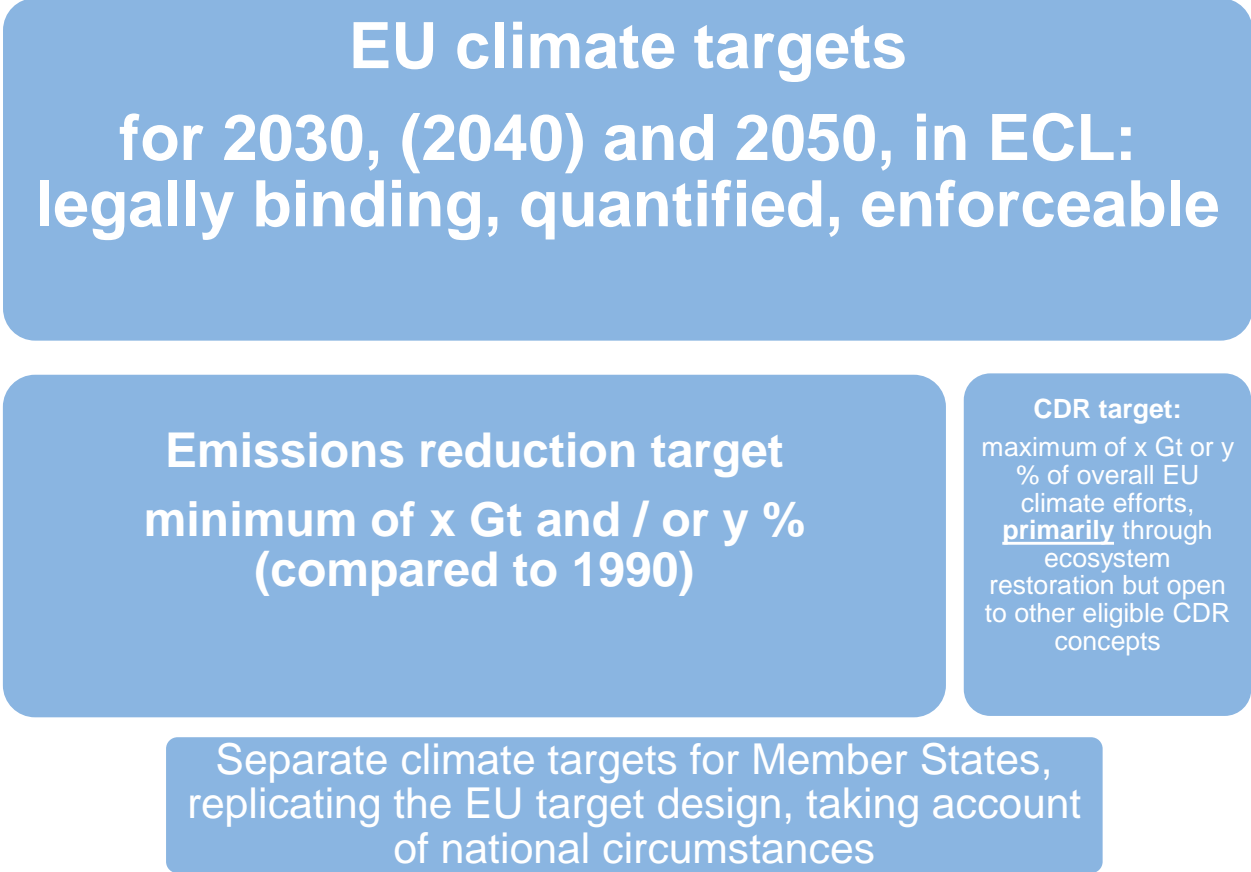 EU climate targets
for 2030, (2040) and 2050, in ECL:
legally binding, quantified, enforceable
Emissions reduction target
minimum of x Gt and / or y %
(compared to 1990)
CDR target:
maximum of x Gt or y
% of overall EU
climate efforts,
primarily through
ecosystem
restoration but open
to other eligible CDR
concepts
Separate climate targets for Member States,
replicating the EU target design, taking account
of national circumstances